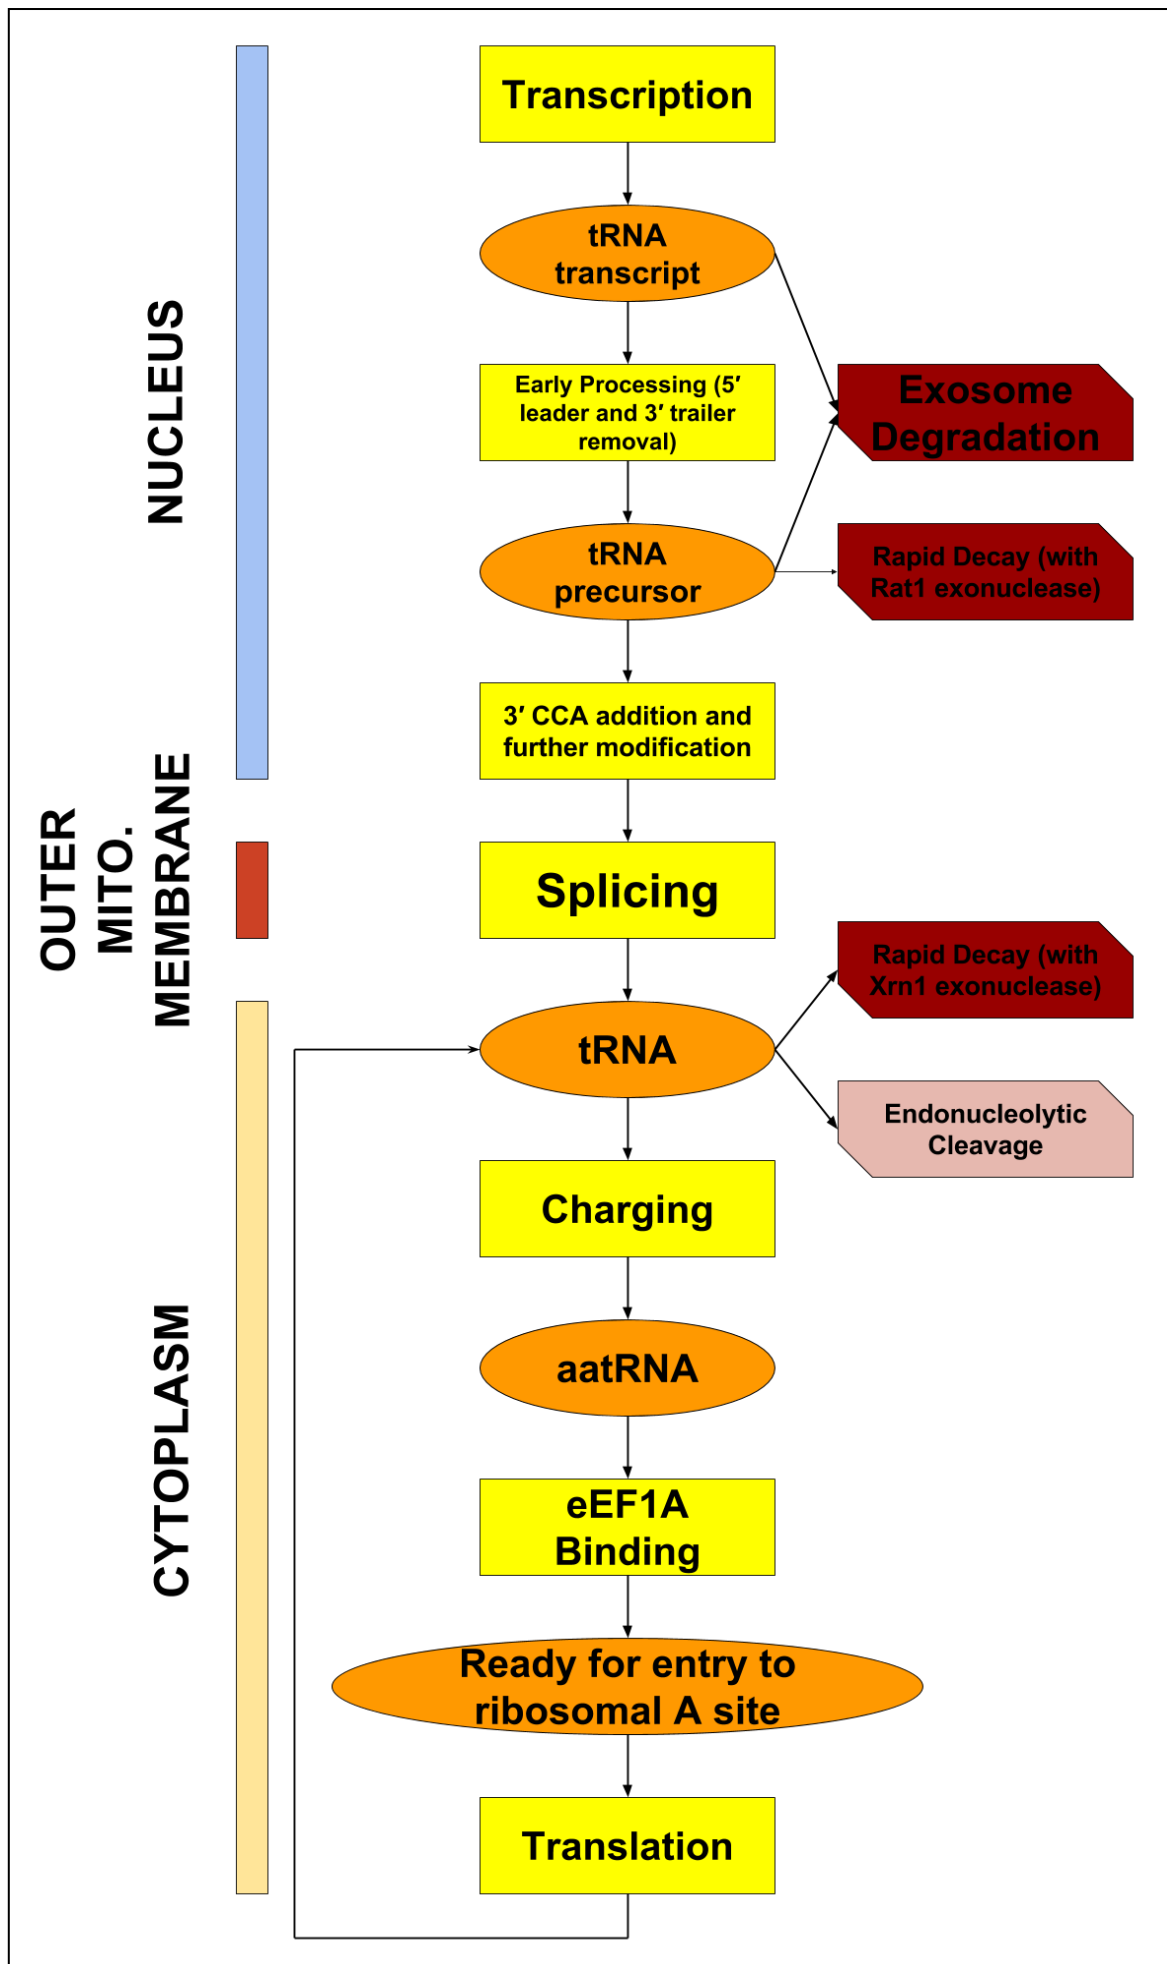 NUCLEUS
OUTER
MITO.
MEMBRANE
CYTOPLASM
Transcription
tRNA
transcript
Early Processing (5′
leader and 3′ trailer
removal)
Exosome
Degradation
tRNA
precursor
Rapid Decay (with
Rat1 exonuclease)
3′ CCA addition and
further modification
Splicing
Rapid Decay (with
Xrn1 exonuclease)
tRNA
Endonucleolytic
Cleavage
Charging
aatRNA
eEF1A
Binding
Ready for entry to
ribosomal A site
Translation